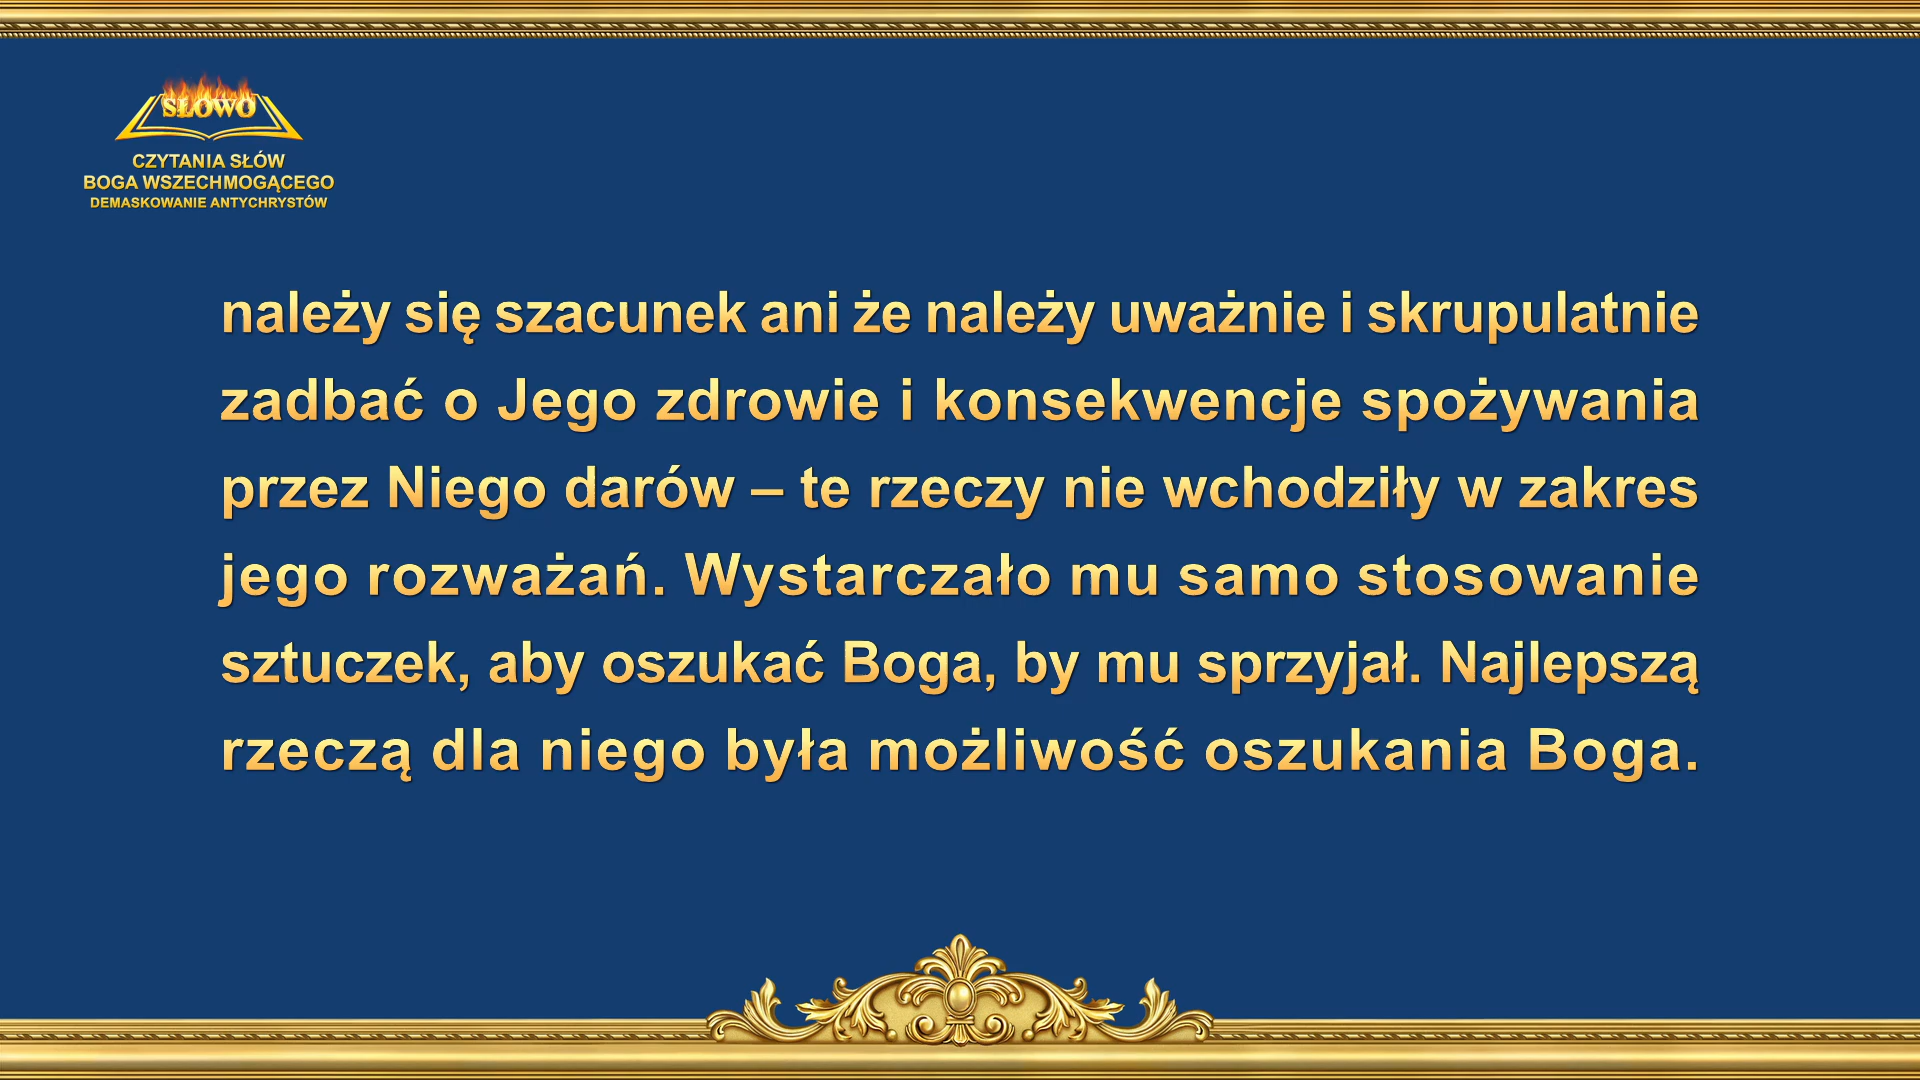 SŁOWO
CZYTANIA SŁÓW
BOGA WSZECHMOGĄCEGO
DEMASKOWANIE ANTYCHRYSTÓW
należy się szacunek ani że należy uważnie i skrupulatnie
zadbać o Jego zdrowie i konsekwencje spożywania
przez Niego darów – te rzeczy nie wchodziły w zakres
jego rozważań. Wystarczało mu samo stosowanie
sztuczek, aby oszukać Boga, by mu sprzyjał. Najlepszą
rzeczą dla niego była możliwość oszukania Boga.